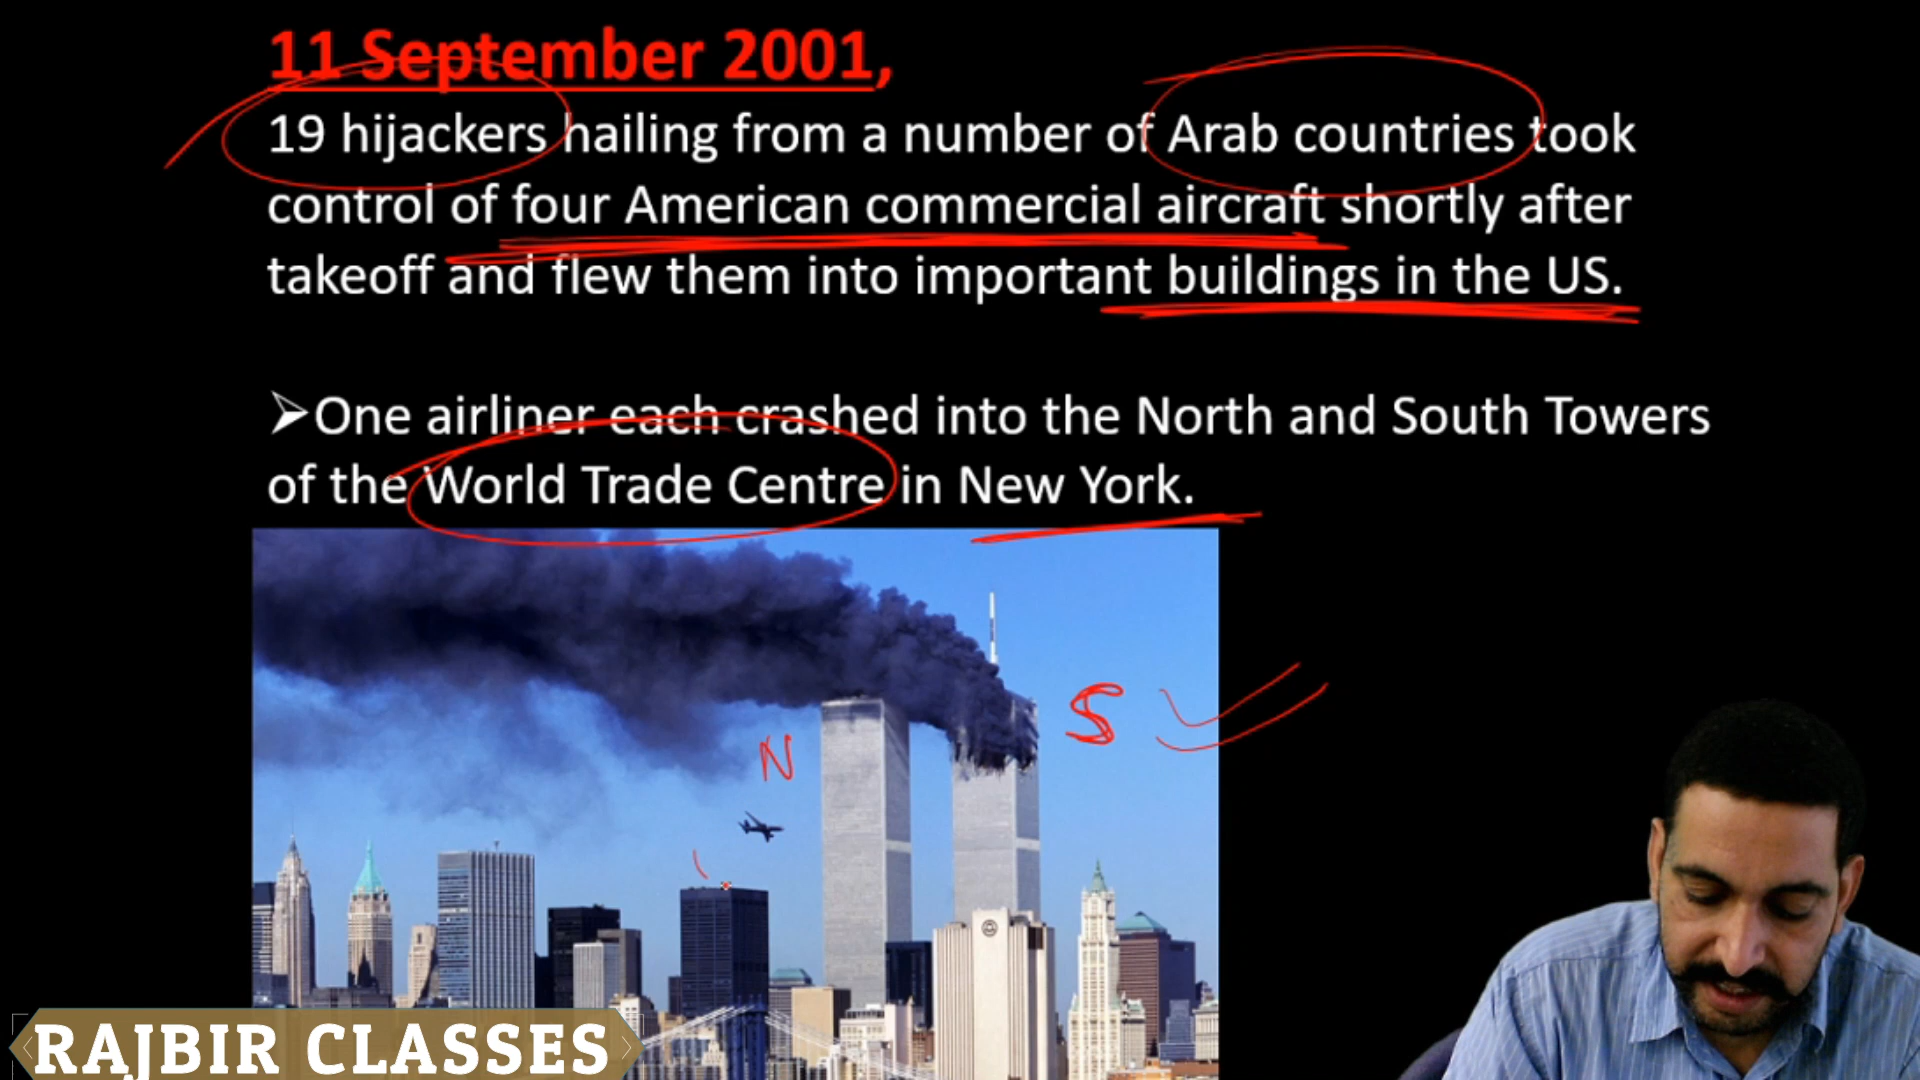 11 September 2001,
19 hijackers hailing from a number of Arab countries took
control of four American commercial aircraft shortly after
takeoff and flew them into important buildings in the US.
➢One airliner each crashed into the North and South Towers
of the World Trade Centre in New York.
S
N
RAJBIR CLASSES